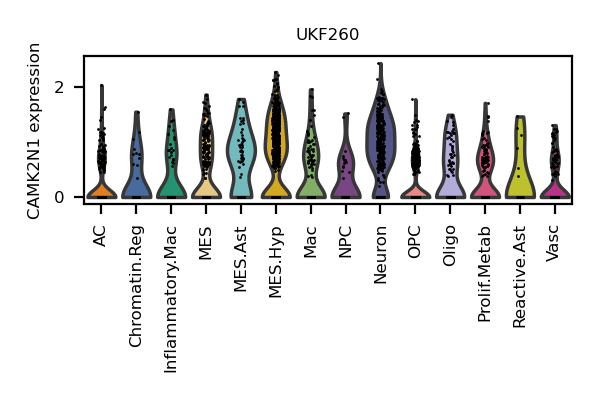 UKF260
CAMK2N1 expression
2
0
AC
Chromatin.Reg
Inflammatory.Mac
MES
MES.Ast
MES.Hyp
Mac
NPC
Neuron
OPC
Oligo
Prolif.Metab
Reactive.Ast
Vasc